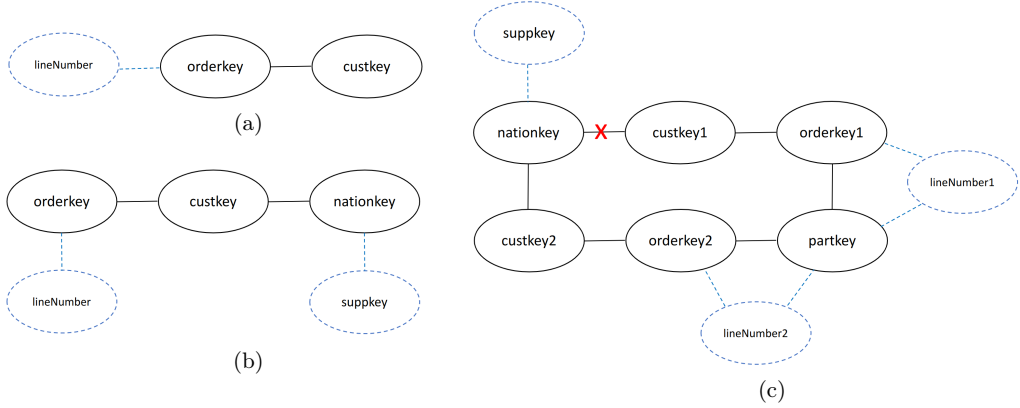 lineNumber
orderkey
custkey
(a)
orderkey
custkey
nationkey
lineNumber
suppkey
(b)
suppkey
nationkey
X
custkey1
orderkey1
lineNumber1
custkey2
orderkey2
partkey
lineNumber2
(c)